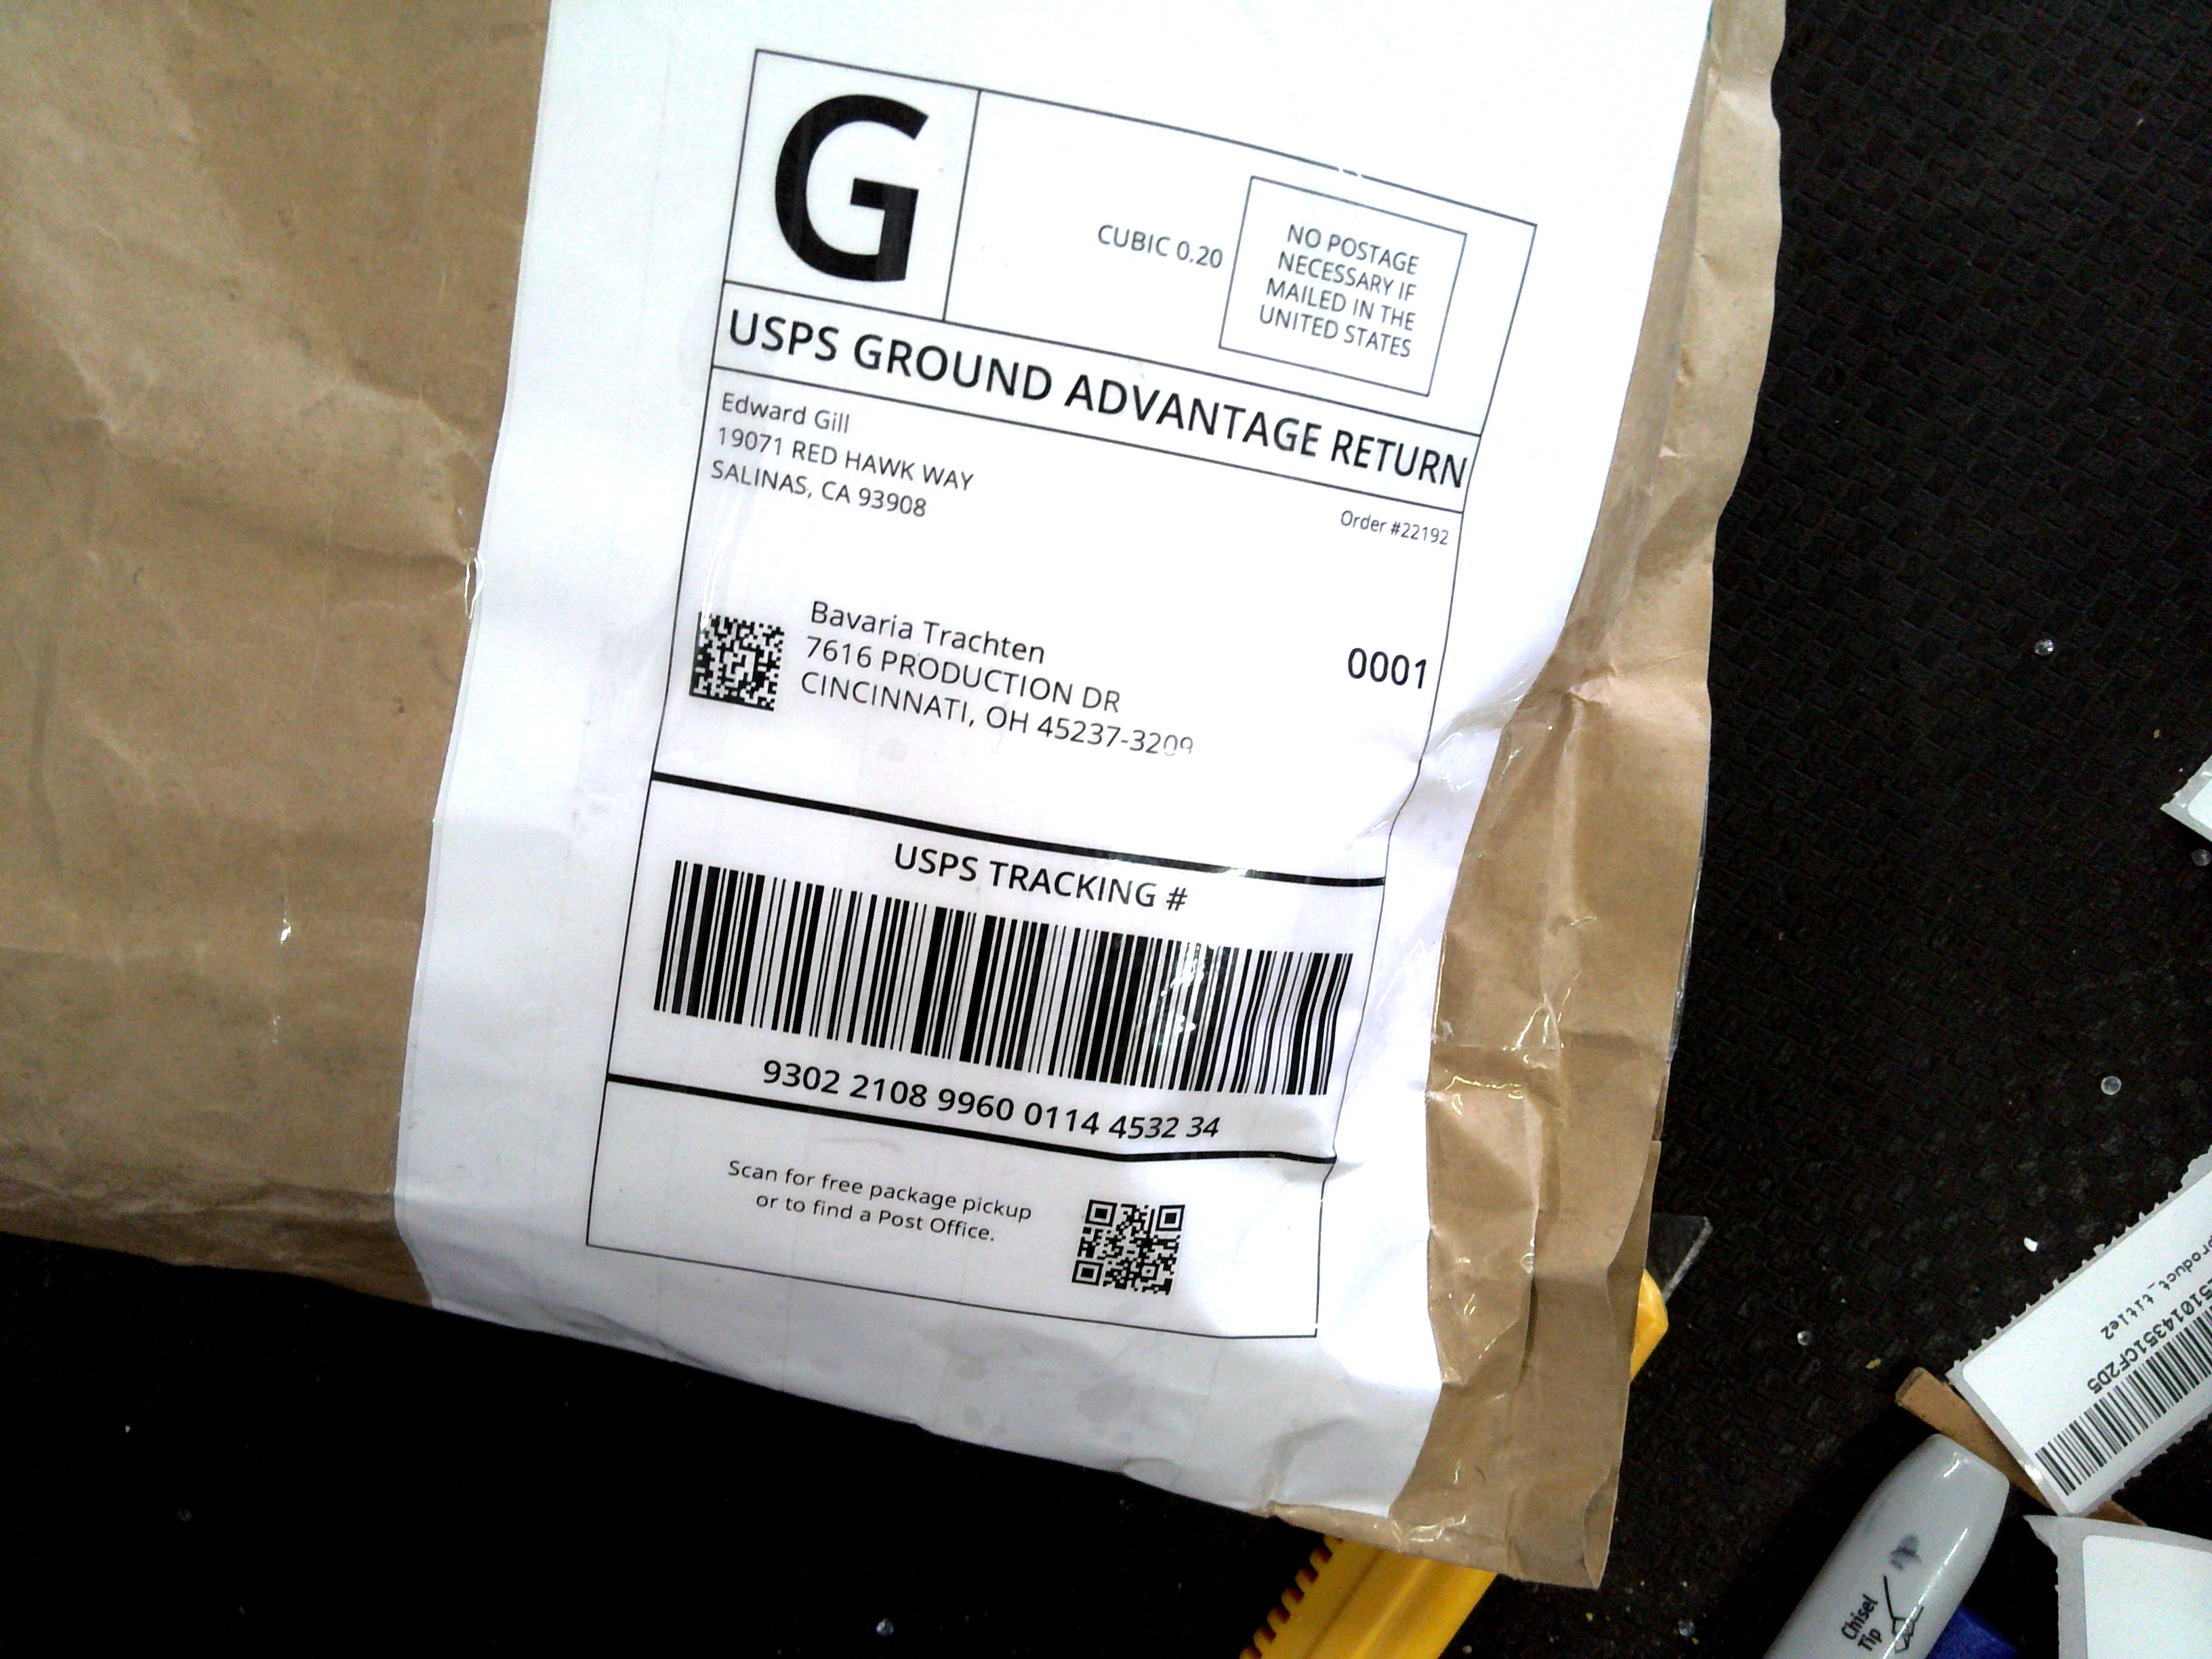 G
CUBIC 0.20
NO POSTAGE
NECESSARY IF
MAILED IN THE
UNITED STATES
USPS GROUND ADVANTAGE RETURN
Edward Gill
19071 RED HAWK WAY
SALINAS, CA 93908
Order #22192
Bavaria Trachten
7616 PRODUCTION DR
CINCINNATI, OH 45237-3209
0001
USPS TRACKING #
9302 2108 9960 0114 4532 34
Scan for free package pickup
or to find a Post Office.
product_title2
Chisel
Tip